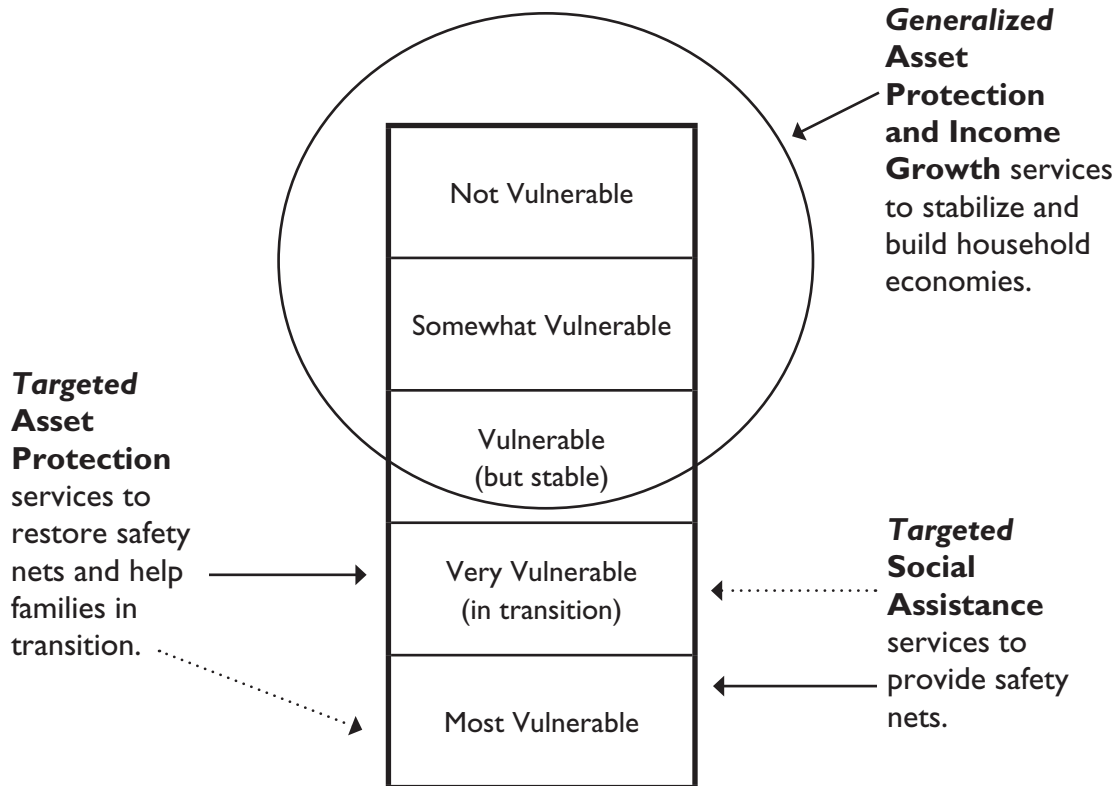 Generalized
Asset
Protection
and Income
Growth services
to stabilize and
build household
economies.
Not Vulnerable
Somewhat Vulnerable
Vulnerable
(but stable)
Targeted
Asset
Protection
services to
restore safety
nets and help
families in
transition.
Very Vulnerable
(in transition)
Most Vulnerable
Targeted
Social
Assistance
services to
provide safety
nets.